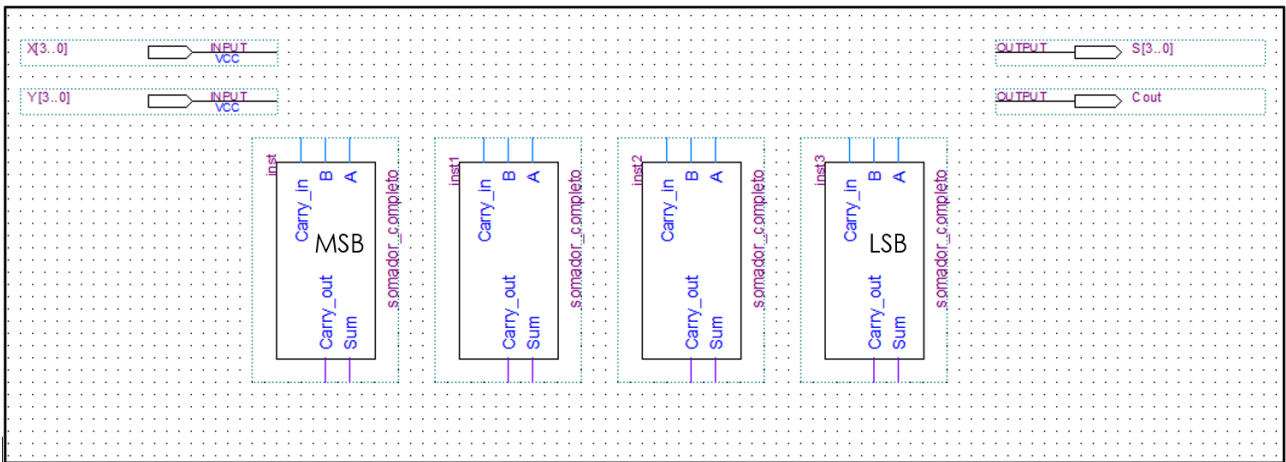 X[3..0] INPUT VCC
Y[3..0] INPUT VCC
OUTPUT S[3..0]
OUTPUT Cout
inst
Carry_in
B
A
MSB
Carry_out
Sum
somador_completo
inst1
Carry_in
B
A
Carry_out
Sum
somador_completo
inst2
Carry_in
B
A
Carry_out
Sum
somador_completo
inst3
Carry_in
B
A
LSB
Carry_out
Sum
somador_completo